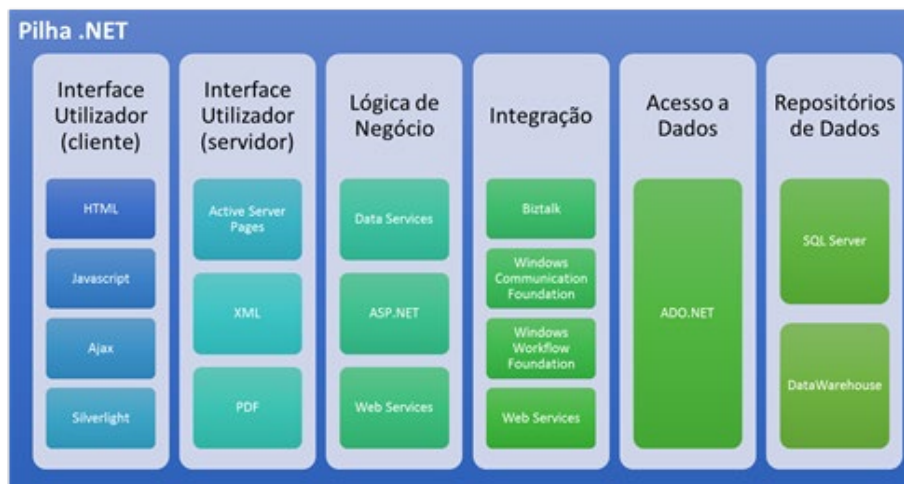 Pilha .NET
Interface
Utilizador
(cliente)
HTML
Javascript
Ajax
Silverlight
Interface
Utilizador
(servidor)
Active Server
Pages
XML
PDF
Lógica de
Negócio
Data Services
ASP.NET
Web Services
Integração
Biztalk
Windows
Communication
Foundation
Windows
Workflow
Foundation
Web Services
Acesso a
Dados
ADO.NET
Repositórios
de Dados
SQL Server
DataWarehouse